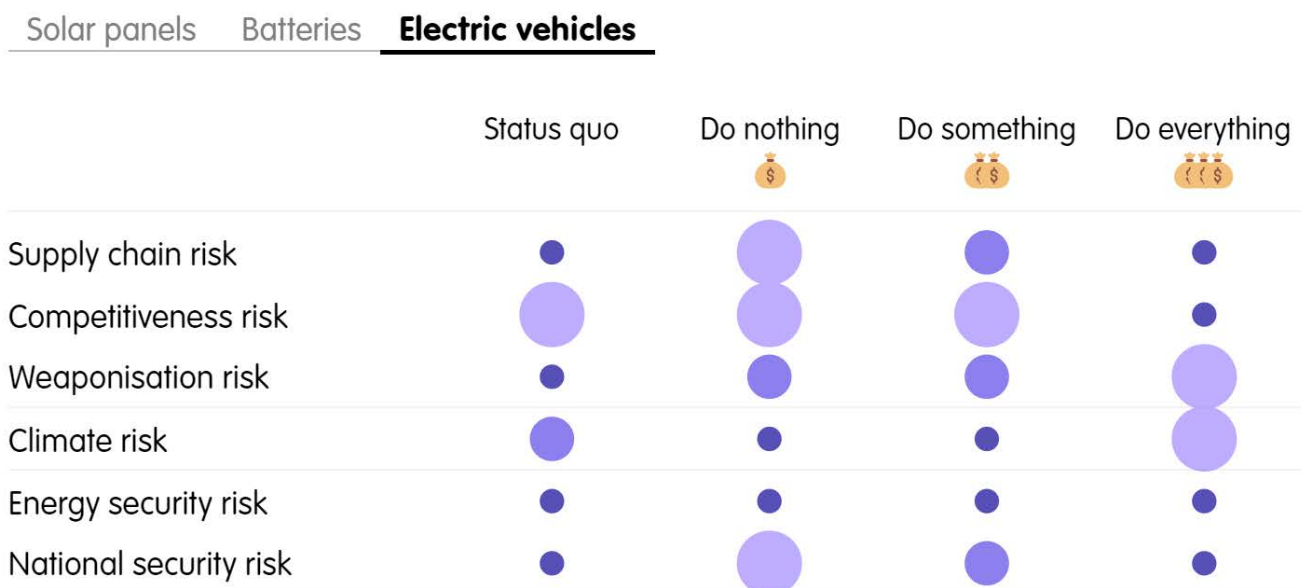 Solar panels Batteries Electric vehicles
Status quo Do nothing Do something Do everything
$ $ $
Supply chain risk
Competitiveness risk
Weaponisation risk
Climate risk
Energy security risk
National security risk